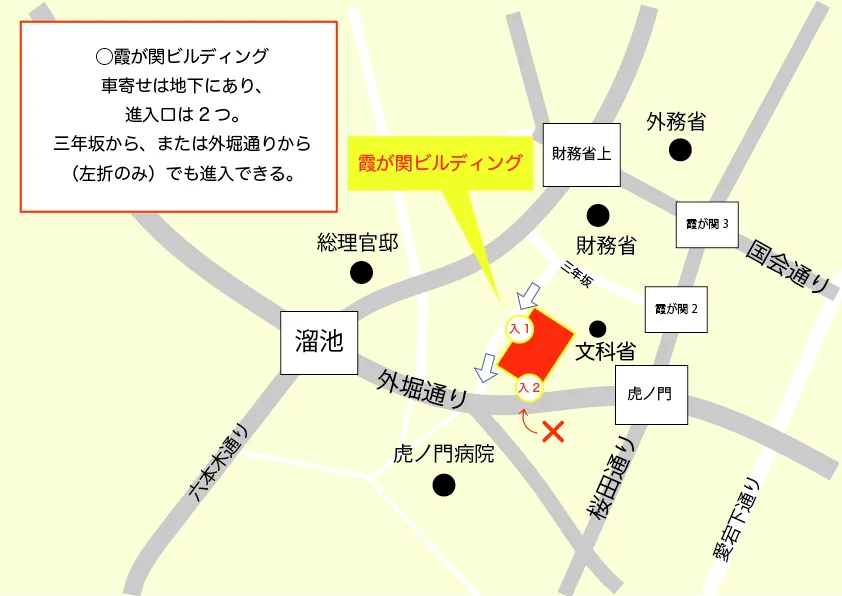 ◯霞が関ビルディング
車寄せは地下にあり、
進入口は２つ。
三年坂から、または外堀通りから
（左折のみ）でも進入できる。
霞が関ビルディング
財務省上
外務省
霞が関 3
国会通り
総理官邸
財務省
三年坂
霞が関 2
入 1
溜池
文科省
入 2
外堀通り
虎ノ門
虎ノ門病院
六本木通り
桜田通り
愛宕下通り